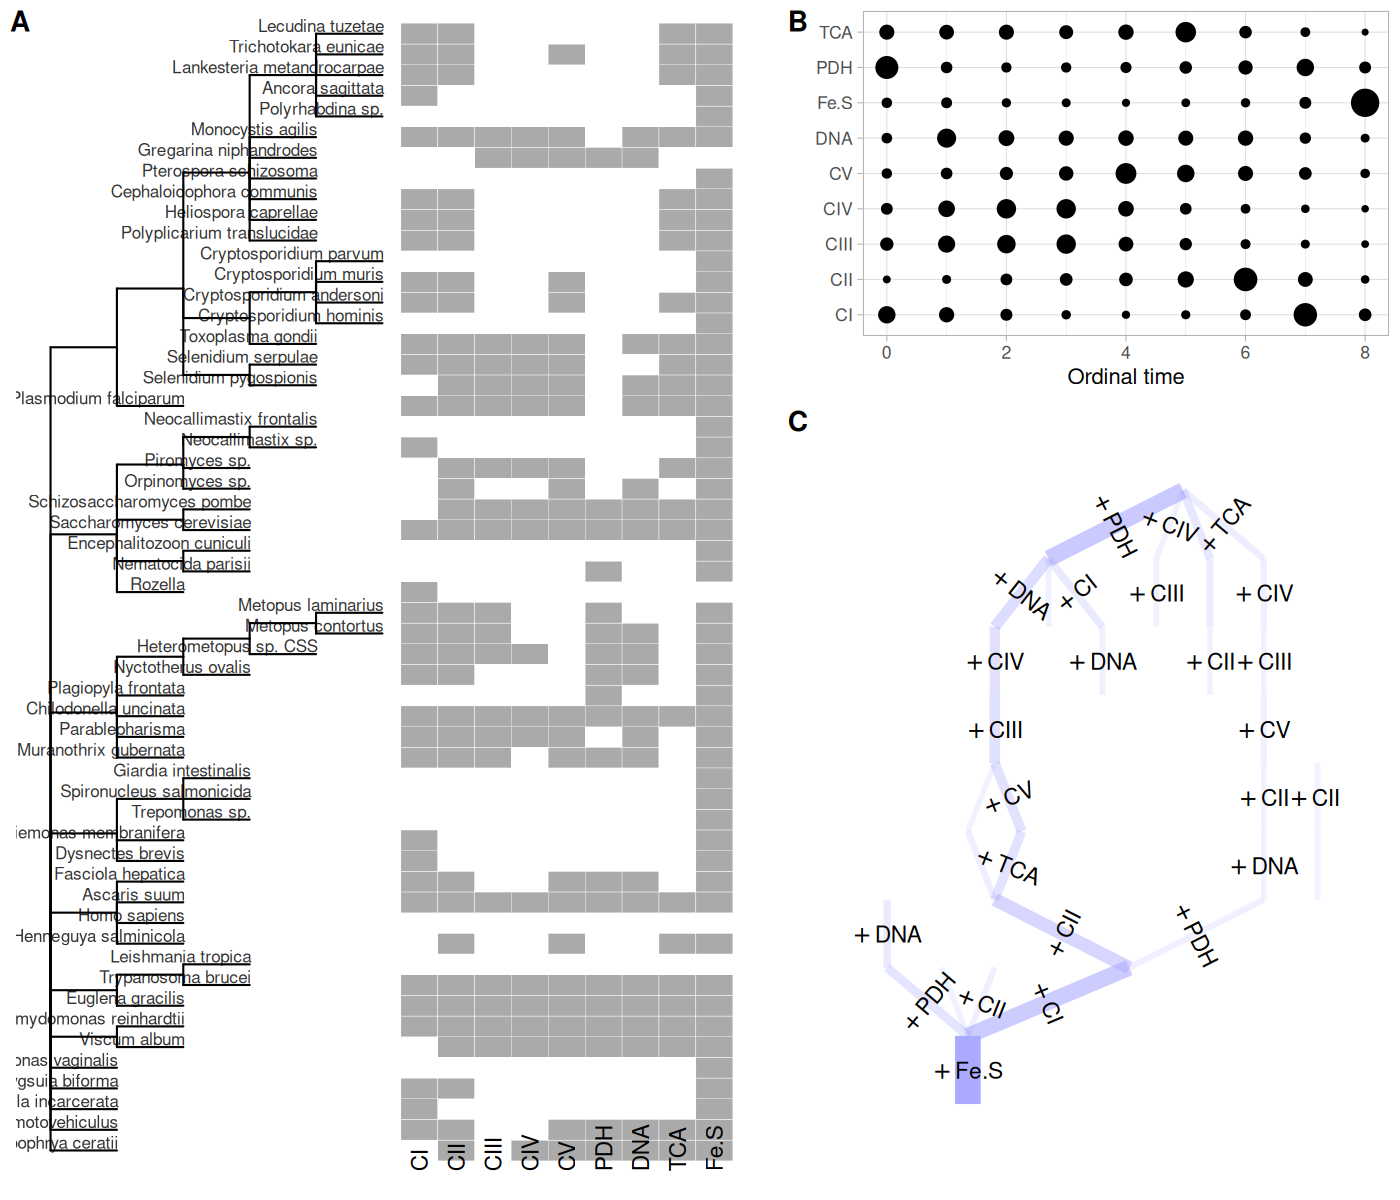 A
Lecudina tuzetae
Trichotokara eunicae
Lankesteria metandrocarpae
Ancora sagittata
Polyrhabdina sp.
Monocystis agilis
Gregarina niphandrodes
Pterospora schizosoma
Cephaloidophora communis
Heliospora caprellae
Polyplicarium translucidae
Cryptosporidium parvum
Cryptosporidium muris
Cryptosporidium andersoni
Cryptosporidium hominis
Toxoplasma gondii
Selenidium serpulae
Selenidium pygospionis
Plasmodium falciparum
Neocallimastix frontalis
Neocallimastix sp.
Piromyces sp.
Orpinomyces sp.
Schizosaccharomyces pombe
Saccharomyces cerevisiae
Encephalitozoon cuniculi
Nematocida parisii
Rozella
Metopus laminarius
Metopus contortus
Heterometopus sp. CSS
Nyctotherus ovalis
Plagiopyla frontata
Chilodonella uncinata
Parablepharisma
Muranothrix gubernata
Giardia intestinalis
Spironucleus salmonicida
Trepomonas sp.
iemonas membranifera
Dysnectes brevis
Fasciola hepatica
Ascaris suum
Homo sapiens
Henneguya salminicola
Leishmania tropica
Trypanosoma brucei
Euglena gracilis
mydomonas reinhardtii
Viscum album
onas vaginalis
gsuia biforma
la incarcerata
motovehiculus
oophrya ceratii
CI CII CIII CIV CV PDH DNA TCA Fe.S
B
TCA
PDH
Fe.S
DNA
CV
CIV
CIII
CII
CI
0 2 4 6 8
Ordinal time
C
+ PDH
+ CIV
+ TCA
+ DNA
+ CI
+ CIII
+ CIV
+ CIV
+ DNA
+ CII
+ CIII
+ CIII
+ CV
+ CV
+ CII
+ CII
+ TCA
+ DNA
+ DNA
+ CII
+ PDH
+ PDH
+ CII
+ CI
+ Fe.S